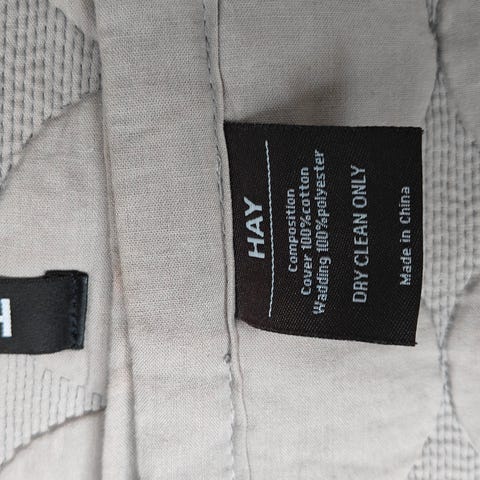 HAY
Composition
Cover 100%cotton
Wadding 100%polyester
DRY CLEAN ONLY
Made in China
H